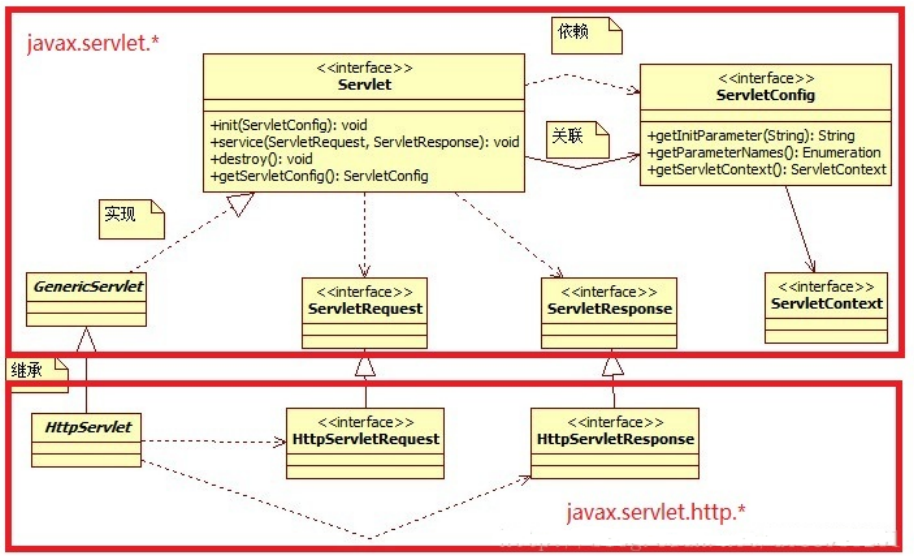 javax.servlet.*
依赖
<<interface>>
Servlet
+init(ServletConfig): void
+service(ServletRequest, ServletResponse): void
+destroy(): void
+getServletConfig(): ServletConfig
<<interface>>
ServletConfig
+getInitParameter(String): String
+getParameterNames(): Enumeration
+getServletContext(): ServletContext
关联
实现
GenericServlet
<<interface>>
ServletRequest
<<interface>>
ServletResponse
<<interface>>
ServletContext
继承
HttpServlet
<<interface>>
HttpServletRequest
<<interface>>
HttpServletResponse
javax.servlet.http.*